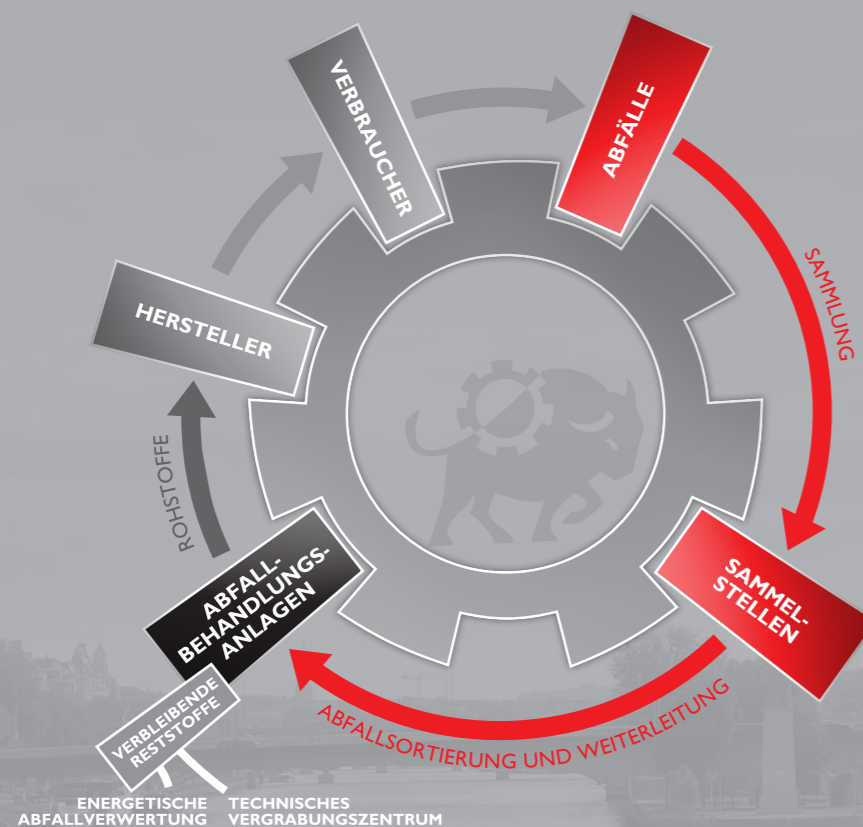 VERBRAUCHER
ABFÄLLE
SAMMLUNG
HERSTELLER
ROHSTOFFE
SAMMEL-
STELLEN
ABFALL-
BEHANDLUNGS-
ANLAGEN
ABFALLSORTIERUNG UND WEITERLEITUNG
VERBLEIBENDE
RESTSTOFFE
ENERGETISCHE
ABFALLVERWERTUNG
TECHNISCHES
VERGRABUNGSZENTRUM